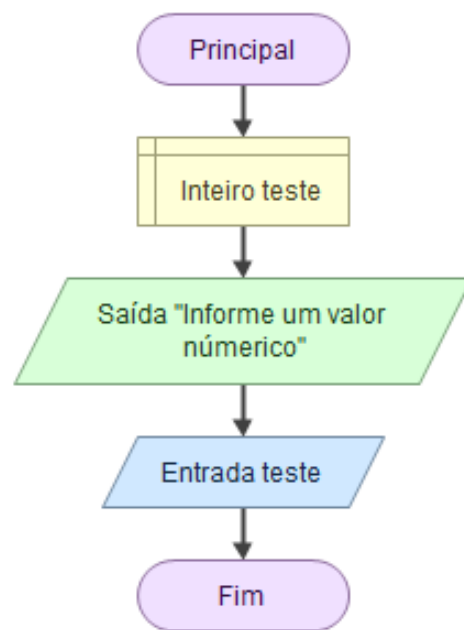 Principal
Inteiro teste
Saída "Informe um valor
númerico"
Entrada teste
Fim